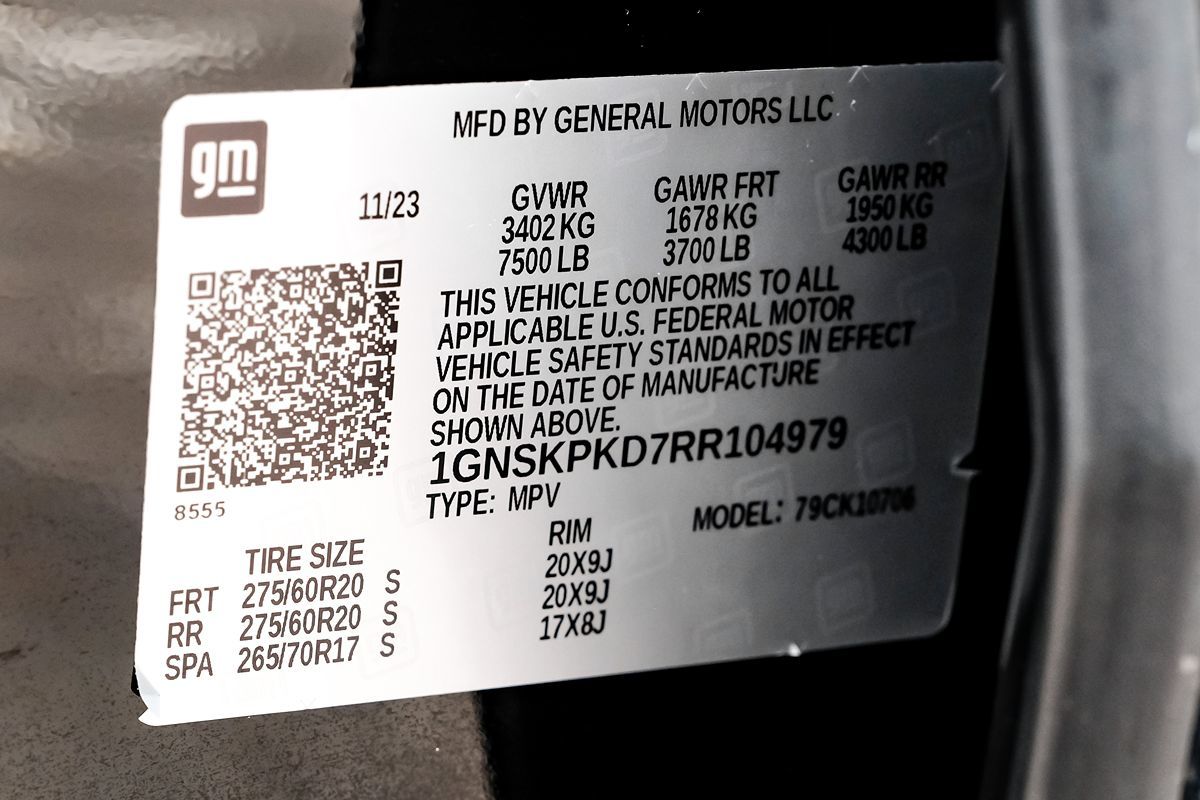 gm
MFD BY GENERAL MOTORS LLC
11/23
GVWR
3402 KG
7500 LB
GAWR FRT
1678 KG
3700 LB
GAWR RR
1950 KG
4300 LB
THIS VEHICLE CONFORMS TO ALL
APPLICABLE U.S. FEDERAL MOTOR
VEHICLE SAFETY STANDARDS IN EFFECT
ON THE DATE OF MANUFACTURE
SHOWN ABOVE.
1GNSKPKD7RR104979
8555
TYPE: MPV
MODEL: 79CK10706
TIRE SIZE RIM
FRT 275/60R20 S 20X9J
RR 275/60R20 S 20X9J
SPA 265/70R17 S 17X8J